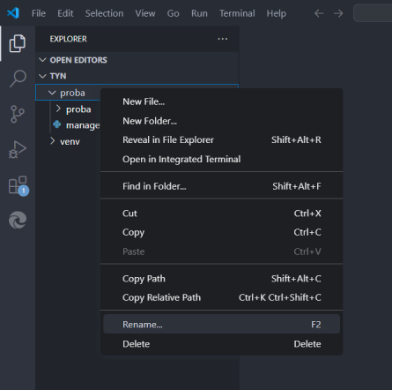 File Edit Selection View Go Run Terminal Help
EXPLORER ...
OPEN EDITORS
TYN
proba
proba
manage
venv
1
New File...
New Folder...
Reveal in File Explorer Shift+Alt+R
Open in Integrated Terminal
Find in Folder... Shift+Alt+F
Cut Ctrl+X
Copy Ctrl+C
Paste Ctrl+V
Copy Path Shift+Alt+C
Copy Relative Path Ctrl+K Ctrl+Shift+C
Rename... F2
Delete Delete